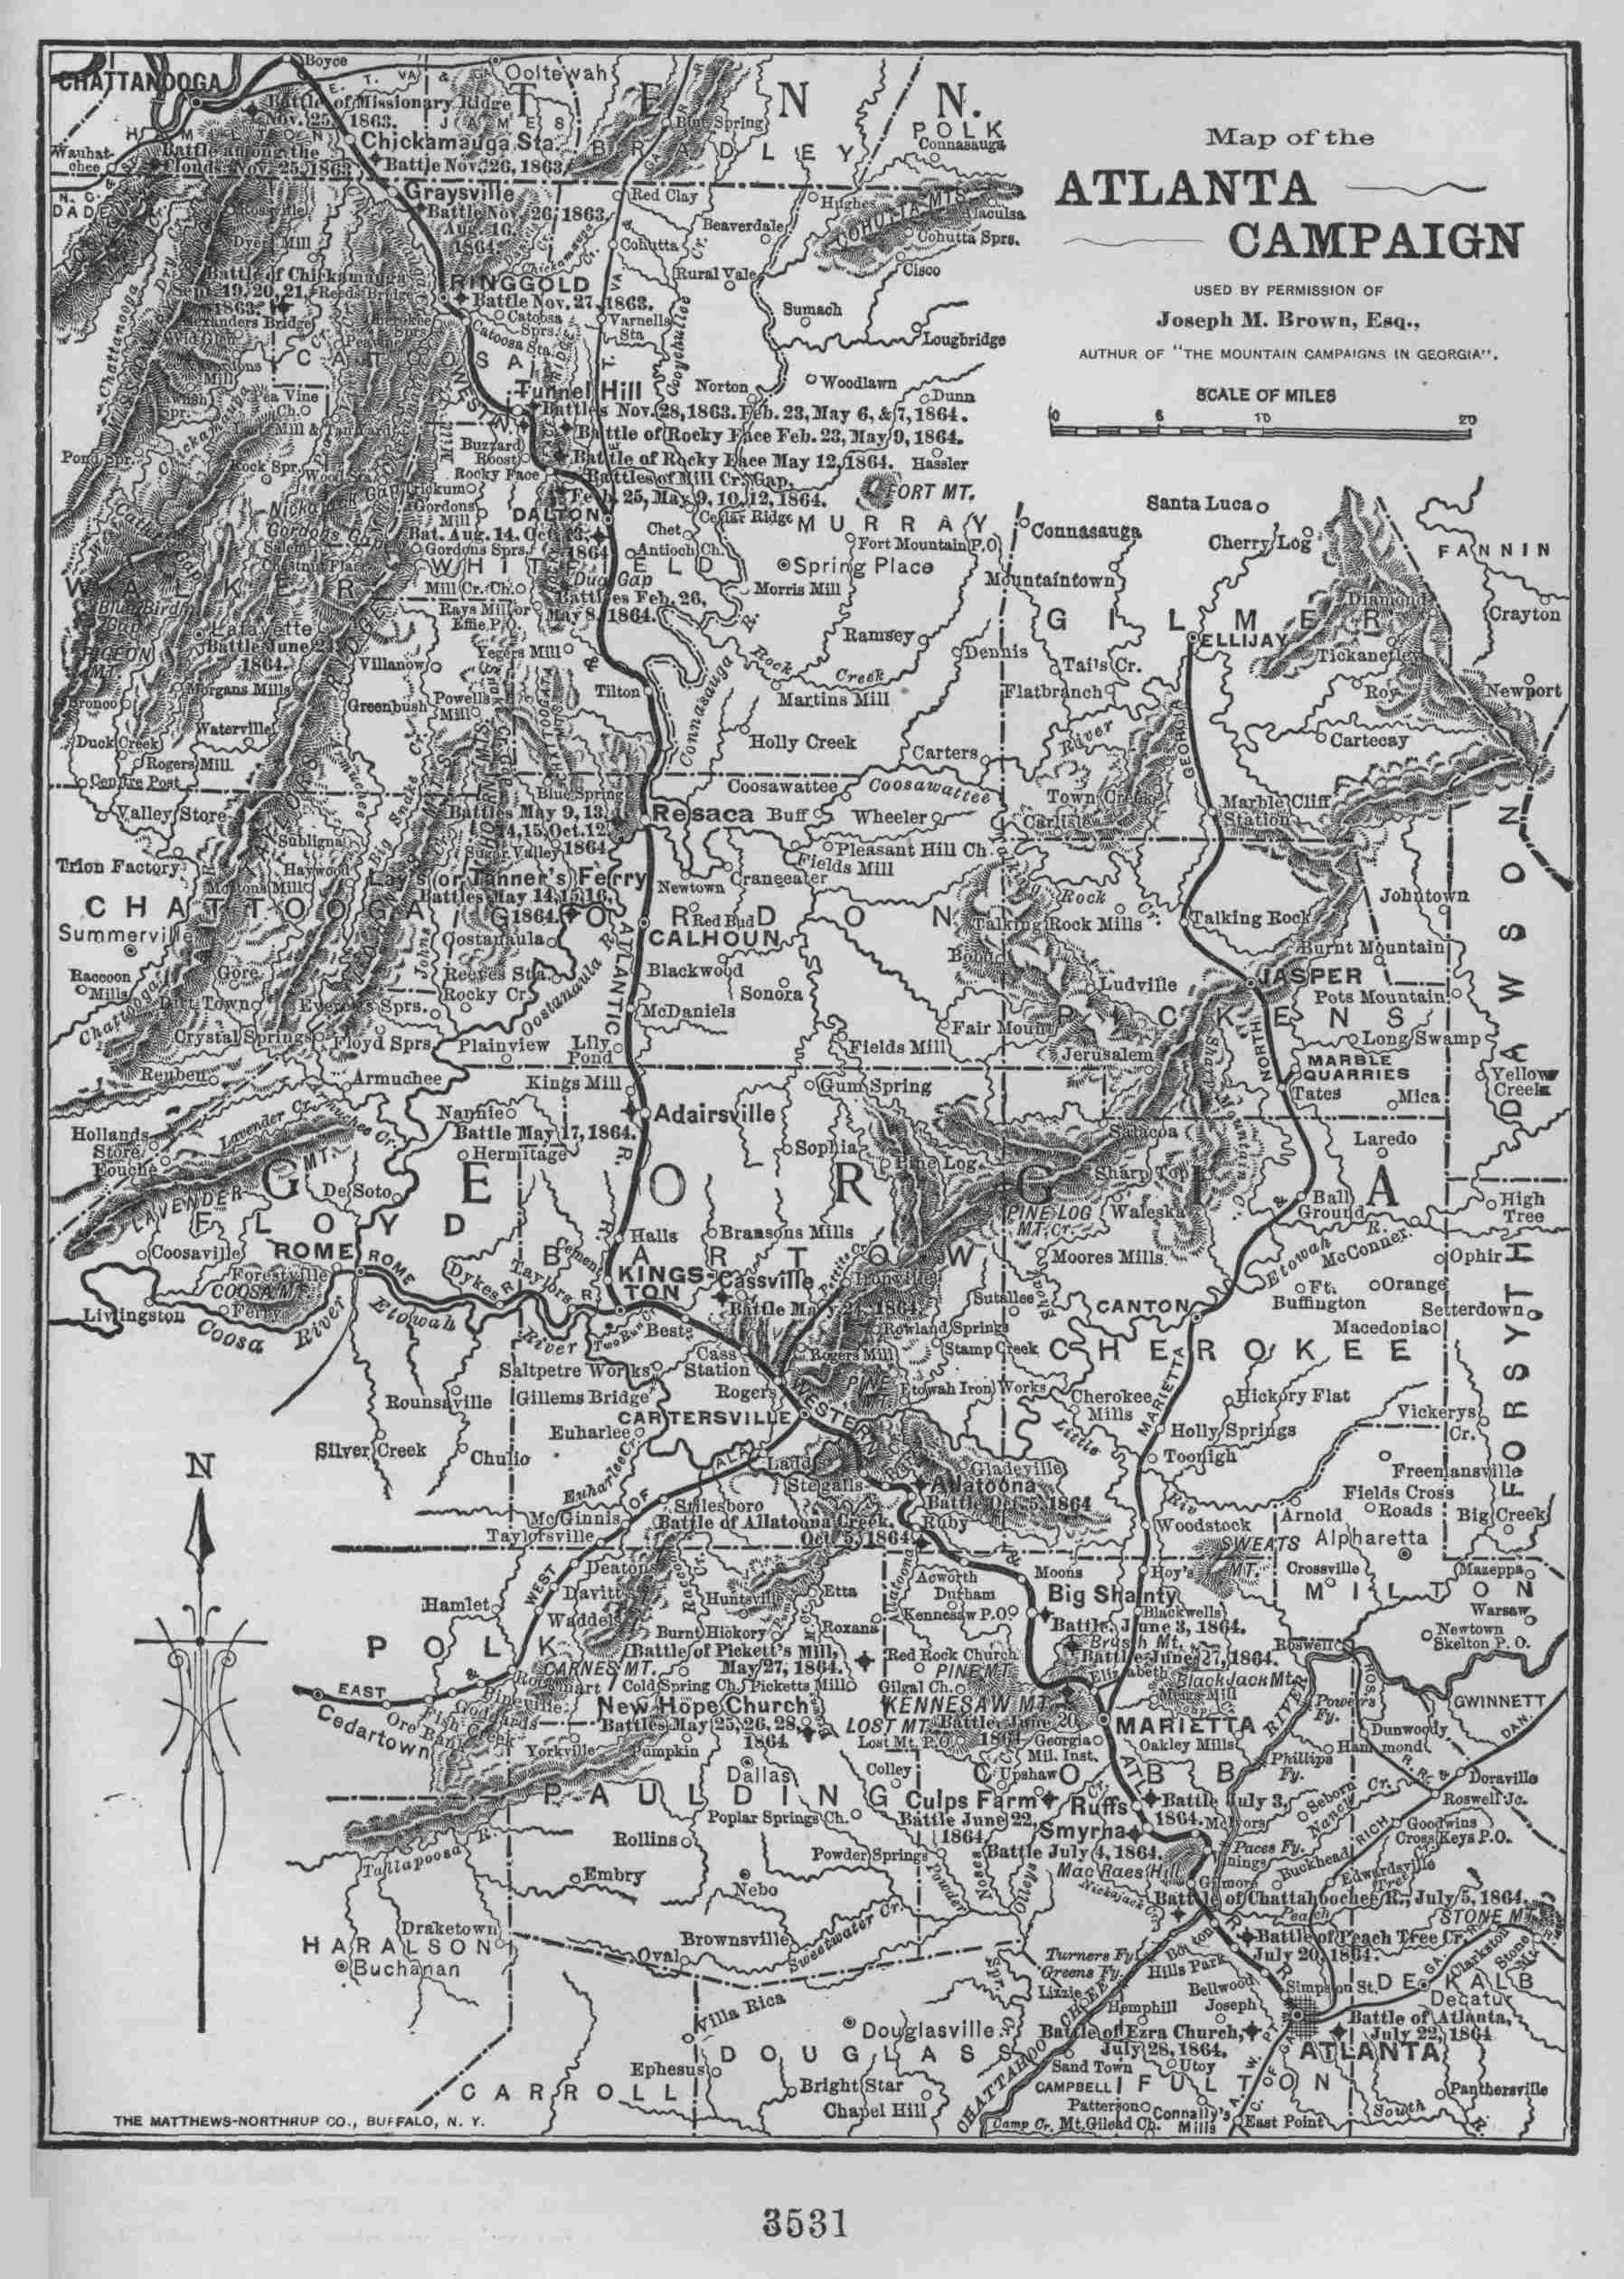 Map of the
ATLANTA
CAMPAIGN
USED BY PERMISSION OF
Joseph M. Brown, Esq.,
AUTHUR OF "THE MOUNTAIN CAMPAIGNS IN GEORGIA".
SCALE OF MILES
10 5 10 20
CHATTANOOGA
Boyce
Ooltewah
E. T. VA. & GA.
TENN.
Battle of Missionary Ridge
Nov. 25, 1863.
JAMES
Blue Spring
POLK
Connasauga
HAMILTON
Chickamauga Sta.
BRADLEY
Wauhatchee
Battle among the
Clouds Nov. 25, 1863
Battle Nov. 26, 1863
DADE
Graysville
Red Clay
Hughes
COHUTTA MTS.
Alaculsa
Battle Nov. 26, 1863.
Aug. 16,
1864
Beaverdale
Cohutta
Cohutta Sprs.
Dyers Mill
Rural Vale
Cisco
Battle of Chickamauga
Sept. 19, 20, 21,
1863.
Reeds Bridge
RINGGOLD
Battle Nov. 27, 1863.
Catoosa
Sprs.
Varnells
Sta
Sumach
Lougbridge
Alexanders Bridge
Catoosa Sta.
CATOOSA
Tunnel Hill
Norton
Woodlawn
Dunn
Battles Nov. 28, 1863. Feb. 23, May 6, & 7, 1864.
Pea Vine
Ch.
Battle of Rocky Face Feb. 23, May 9, 1864.
Buzzard
Roost
Battle of Rocky Face May 12, 1864.
Hassler
Pond Spr.
Rock Spr.
Rocky Face
Battles of Mill Cr. Gap,
Feb. 25, May 9, 10, 12, 1864.
FORT MT.
Trickum
Gordons
Mill
DALTON
Chet
Cedar Ridge
MURRAY
Connasauga
Santa Luca
Cherry Log
FANNIN
Bat. Aug. 14. Oct. 13,
1864
Antioch Ch.
Fort Mountain P.O.
Gordons Gap
Gordons Sprs.
WHITFIELD
Spring Place
Mountaintown
WALKER
Mill Cr. Ch.
Dug Gap
Battles Feb. 26,
May 8, 1864.
Morris Mill
Diamond
Crayton
Rays Mill or
Effie P.O.
GILMER
ELLIJAY
Lafayette
Battle June 24
1864.
PIGEON
MT.
Villanow
Yegers Mill
Ramsey
Dennis
Tails Cr.
Tickanetley
Rock
Creek
Morgans Mills
Bronco
Greenbush
Powells
Mill
Tilton
Connasauga R.
Martins Mill
Flatbranch
Roy
Newport
Waterville
Duck Creek
Holly Creek
Carters
River
Cartecay
Rogers Mill
Centre Post
Coosawattee
Coosawattee
Town Creek
Blue Spring
Valley Store
Battles May 9, 13,
14, 15, Oct. 12,
1864
Resaca
Buff
Wheeler
Carlisle
Marble Cliff
Station
Subligna
Sugar Valley
Pleasant Hill Ch.
Fields Mill
Trion Factory
Haywood
Lay's (or Tanner's) Ferry
Battles May 14, 15, 16,
1864.
Newtown
Craneeater
CHATTOOGA
GORDON
Red Bud
Rock
Cr.
Talking Rock Mills
Talking Rock
Johntown
DAWSON
Summerville
Oostanaula
CALHOUN
Burnt Mountain
Raccoon
Mills
Gore
Reeves Sta.
Blackwood
Sonora
Ludville
JASPER
Pots Mountain
Dirt Town
Everetts Sprs.
Rocky Cr.
McDaniels
Fair Mount
PICKENS
Long Swamp
Crystal Springs
Floyd Sprs.
Plainview
Lily
Pond
Fields Mill
Jerusalem
MARBLE
QUARRIES
Reuben
Armuchee
Kings Mill
Gum Spring
Tates
Mica
Yellow
Creek
Nannie
Adairsville
Battle May 17, 1864.
Hermitage
Hollands
Store
Fouche
Lavender Cr.
Armuchee Cr.
LAVENDER MT.
Sophia
Pine Log
Salacoa
Laredo
GEORGIA
De Soto
Sharp Top
Ball
Ground
High
Tree
PINE LOG
MT. Cr.
Waleska
FLOYD
Halls
Braasons Mills
McConner
Ophir
Coosaville
ROME
BARTOW
Moores Mills
Etowah R.
Forestville
COOSA MT.
Ferry
KINGSTON
Cassville
Ironville
Ft.
Buffington
Orange
Battle May 24, 1864.
Sutallee
CANTON
Setterdown
Livingston
Coosa River
Etowah River
Dykes
Taylors
Two Run Cr.
Rowland Springs
Macedonia
Bests
Cass
Station
Rogers Mill
Stamp Creek
CHEROKEE
Saltpetre Works
Rogers
PINE
MT.
Etowah Iron Works
Cherokee
Mills
Hickory Flat
FORSYTH
Rounsaville
Gillems Bridge
CARTERSVILLE
Vickerys
Cr.
Silver Creek
Chulio
Euharlee
Holly Springs
Toonigh
Little Riv
Ladds
Stegalls
Gladeville
Allatoona
Battle Oct. 5, 1864
Freemansville
Fields Cross
Roads
McGinnis
Stilesboro
Battle of Allatoona Creek.
Oct. 5, 1864
Ruby
Woodstock
Arnold
Big Creek
Taylorsville
SWEATS
MT.
Alpharetta
Deatons
Acworth
Moons
Hoy's
Crossville
Mazeppa
Davitts
Huntsville
Etta
Durham
Big Shanty
MILTON
Hamlet
Waddels
Kennesaw P.O.
Blackwells
Warsaw
Burnt Hickory
Roxana
Battle, June 3, 1864.
Newtown
Skelton P. O.
POLK
Battle of Pickett's Mill,
May 27, 1864.
Red Rock Church
Brush Mt.
Battle June 27, 1864.
Roswell
CARNES MT.
PINE MT.
Rockmart
Cold Spring Ch.
Picketts Mill
Gilgal Ch.
Black Jack Mt.
EAST & WEST R.R. OF ALA.
New Hope Church
Battles May 25, 26, 28,
1864
KENNESAW MT.
Powers
Fy.
GWINNETT
Cedartown
Ore Bank
Fish Creek
LOST MT.
Lost Mt. P.O.
Battle June 20,
1864
Georgia
Mil. Inst.
MARIETTA
Oakley Mills
Dunwoody
Yorkville
Pumpkin
Hammond
Phillips
Fy.
Dallas
Colley
Upshaw
COBB
Doraville
PAULDING
Culps Farm
Battle June 22,
1864
Ruffs
Battle July 3,
1864.
Roswell Jc.
Poplar Springs Ch.
Smyrna
Battle July 4, 1864.
Goodwins
Cross Keys P.O.
Tallapoosa R.
Rollins
Powder Springs
Paces Fy.
Vinings
Buckhead
Edwardsville
Embry
Nebo
Mac Raes Hill
Gilmore
Battle of Chattahoochee R., July 5, 1864.
Draketown
STONE MT.
HARALSON
Buchanan
Brownsville
Oval
Sweetwater Cr.
Battle of Peach Tree Cr.
July 20, 1864.
Turners Fy.
Greens Fy.
Bolton
Hills Park
Clarkston
Villa Rica
Lizzie
Bellwood
Simpson St.
DE KALB
Decatur
Hemphill
Joseph
Douglasville
Battle of Ezra Church,
July 28, 1864.
Battle of Atlanta,
July 22, 1864
ATLANTA
DOUGLASS
Ephesus
Sand Town
Utoy
CARROLL
Bright Star
CAMPBELL
FULTON
Panthersville
Chapel Hill
Patterson
Connally's
Mills
CHATTAHOOCHEE RIVER
Camp Cr.
Mt. Gilead Ch.
East Point
South R.
WESTERN & ATLANTIC R.R.
MARIETTA & NORTH GEORGIA
N
THE MATTHEWS-NORTHRUP CO., BUFFALO, N. Y.
3531